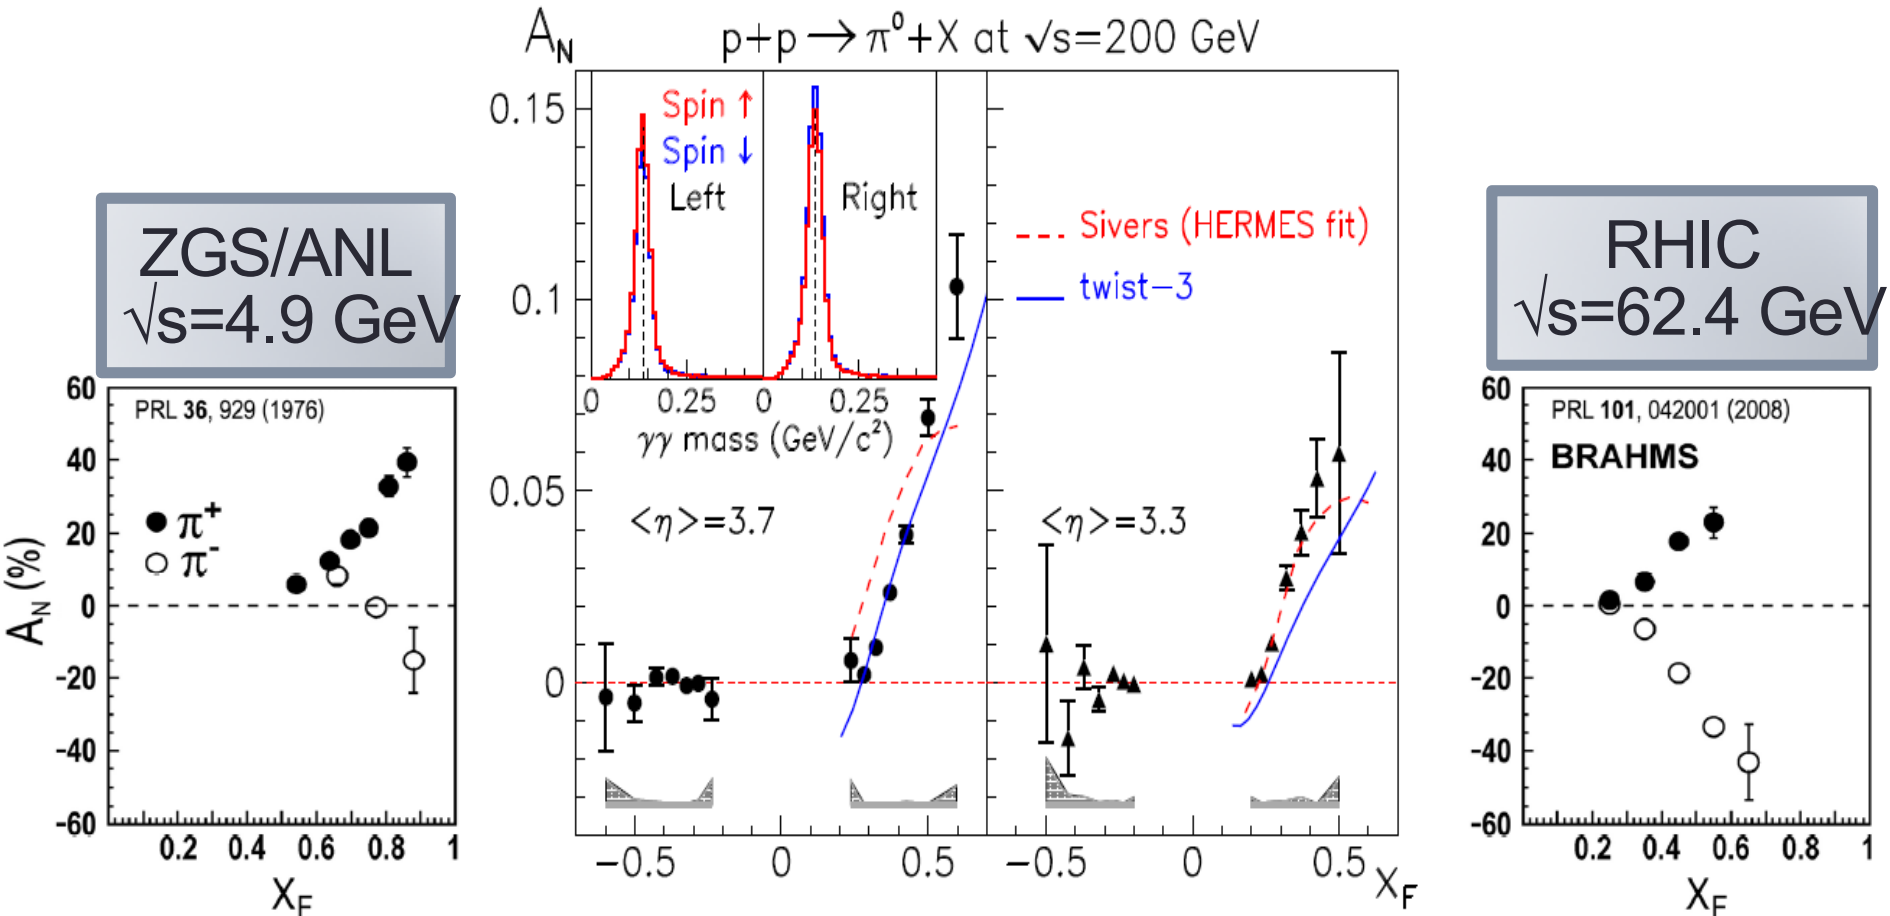 ZGS/ANL
√s=4.9 GeV
60
40
20
0
-20
-40
-60
A_N (%)
PRL 36, 929 (1976)
π⁺
π⁻
0.2 0.4 0.6 0.8 1
X_F
A_N
p+p → π⁰+X at √s=200 GeV
0.15
0.1
0.05
0
Spin ↑
Spin ↓
Left
Right
0 0.25 0 0.25
γγ mass (GeV/c²)
<η>=3.7
<η>=3.3
Sivers (HERMES fit)
twist-3
-0.5 0 0.5 -0.5 0 0.5
X_F
RHIC
√s=62.4 GeV
60
40
20
0
-20
-40
-60
PRL 101, 042001 (2008)
BRAHMS
0.2 0.4 0.6 0.8 1
X_F